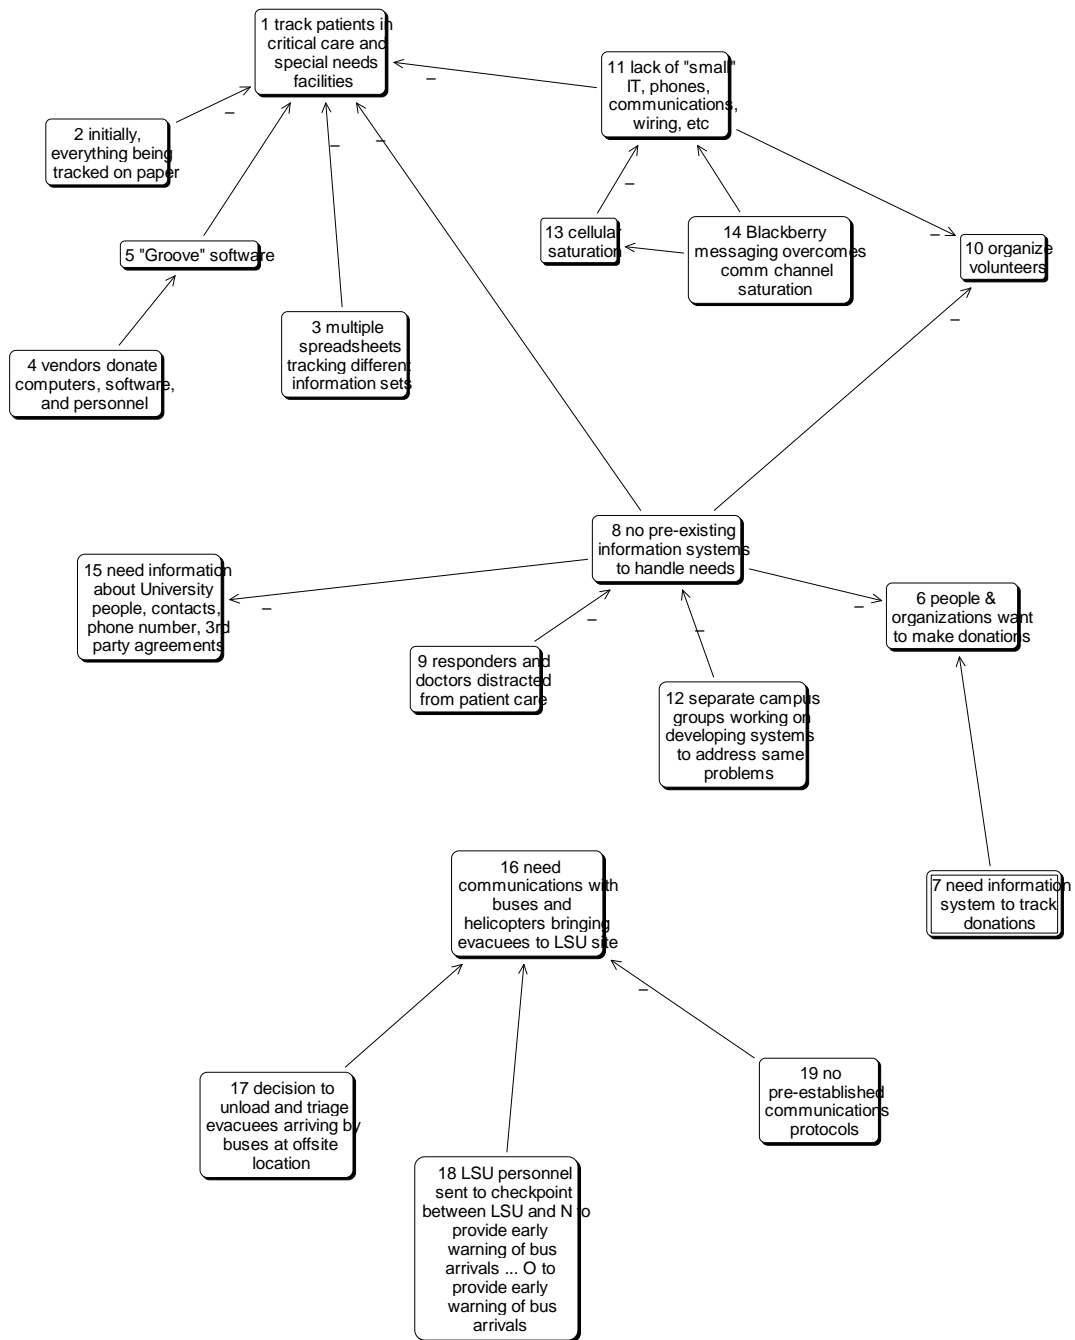 1 track patients in
critical care and
special needs
facilities
11 lack of "small"
IT, phones,
communications,
wiring, etc
–
2 initially,
everything being
tracked on paper
–
–
–
–
13 cellular
saturation
14 Blackberry
messaging overcomes
comm channel
saturation
–
10 organize
volunteers
5 "Groove" software
–
3 multiple
spreadsheets
tracking different
information sets
4 vendors donate
computers, software,
and personnel
8 no pre-existing
information systems
to handle needs
15 need information
about University
people, contacts,
phone number, 3rd
party agreements
–
–
–
6 people &
organizations want
to make donations
–
9 responders and
doctors distracted
from patient care
12 separate campus
groups working on
developing systems
to address same
problems
16 need
communications with
buses and
helicopters bringing
evacuees to LSU site
7 need information
system to track
donations
–
17 decision to
unload and triage
evacuees arriving by
buses at offsite
location
19 no
pre-established
communications
protocols
18 LSU personnel
sent to checkpoint
between LSU and N to
provide early
warning of bus
arrivals ... O to
provide early
warning of bus
arrivals